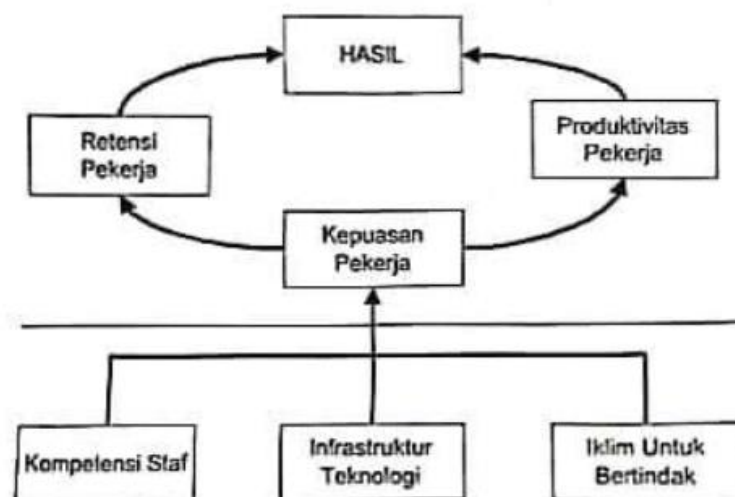 HASIL
Retensi
Pekerja
Produktivitas
Pekerja
Kepuasan
Pekerja
Kompetensi Staf
Infrastruktur
Teknologi
Iklim Untuk
Bertindak